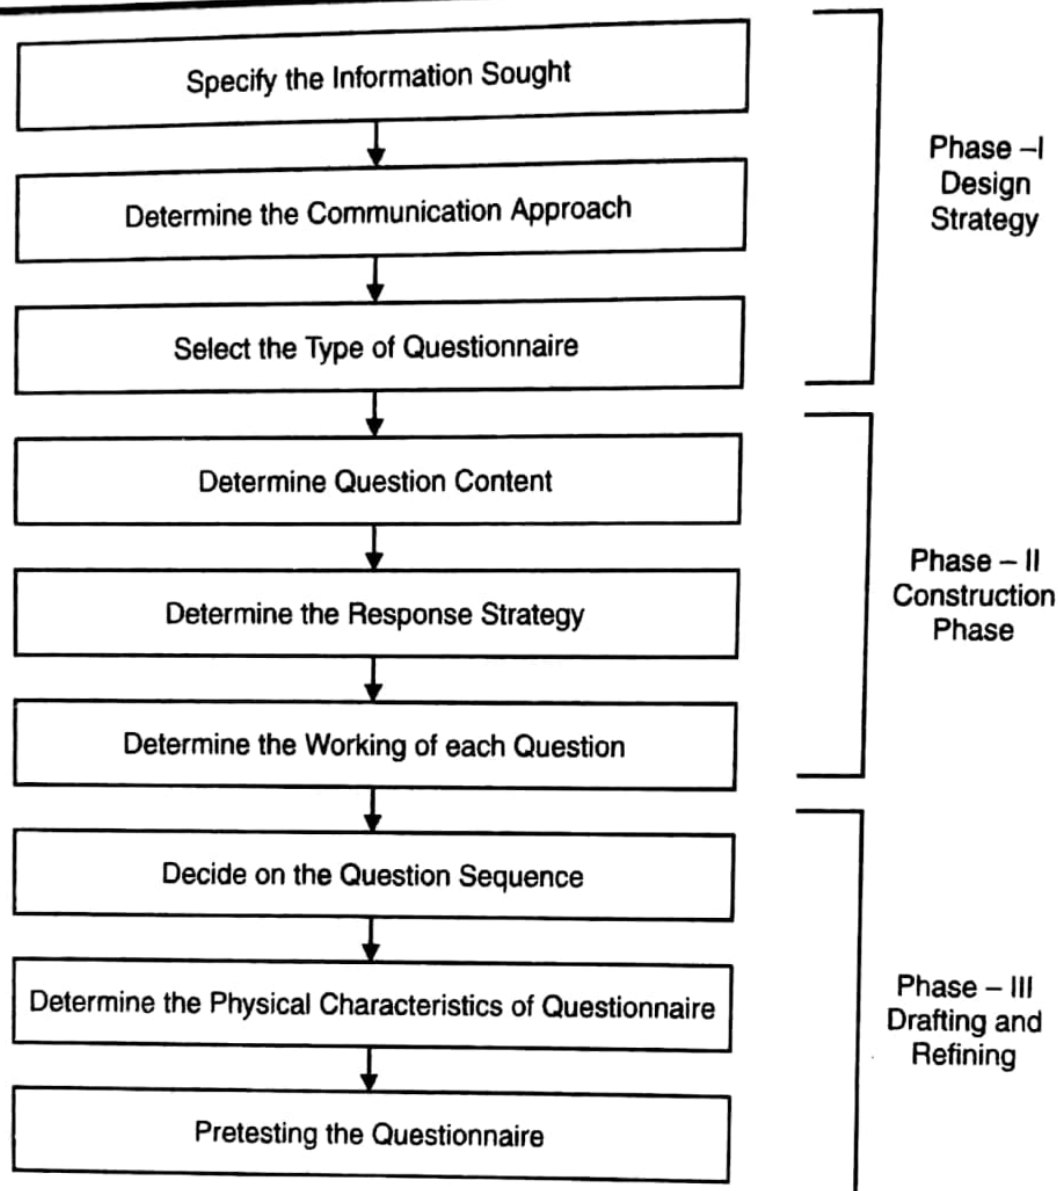 Specify the Information Sought
Determine the Communication Approach
Select the Type of Questionnaire
Phase –I
Design
Strategy
Determine Question Content
Determine the Response Strategy
Determine the Working of each Question
Phase – II
Construction
Phase
Decide on the Question Sequence
Determine the Physical Characteristics of Questionnaire
Pretesting the Questionnaire
Phase – III
Drafting and
Refining